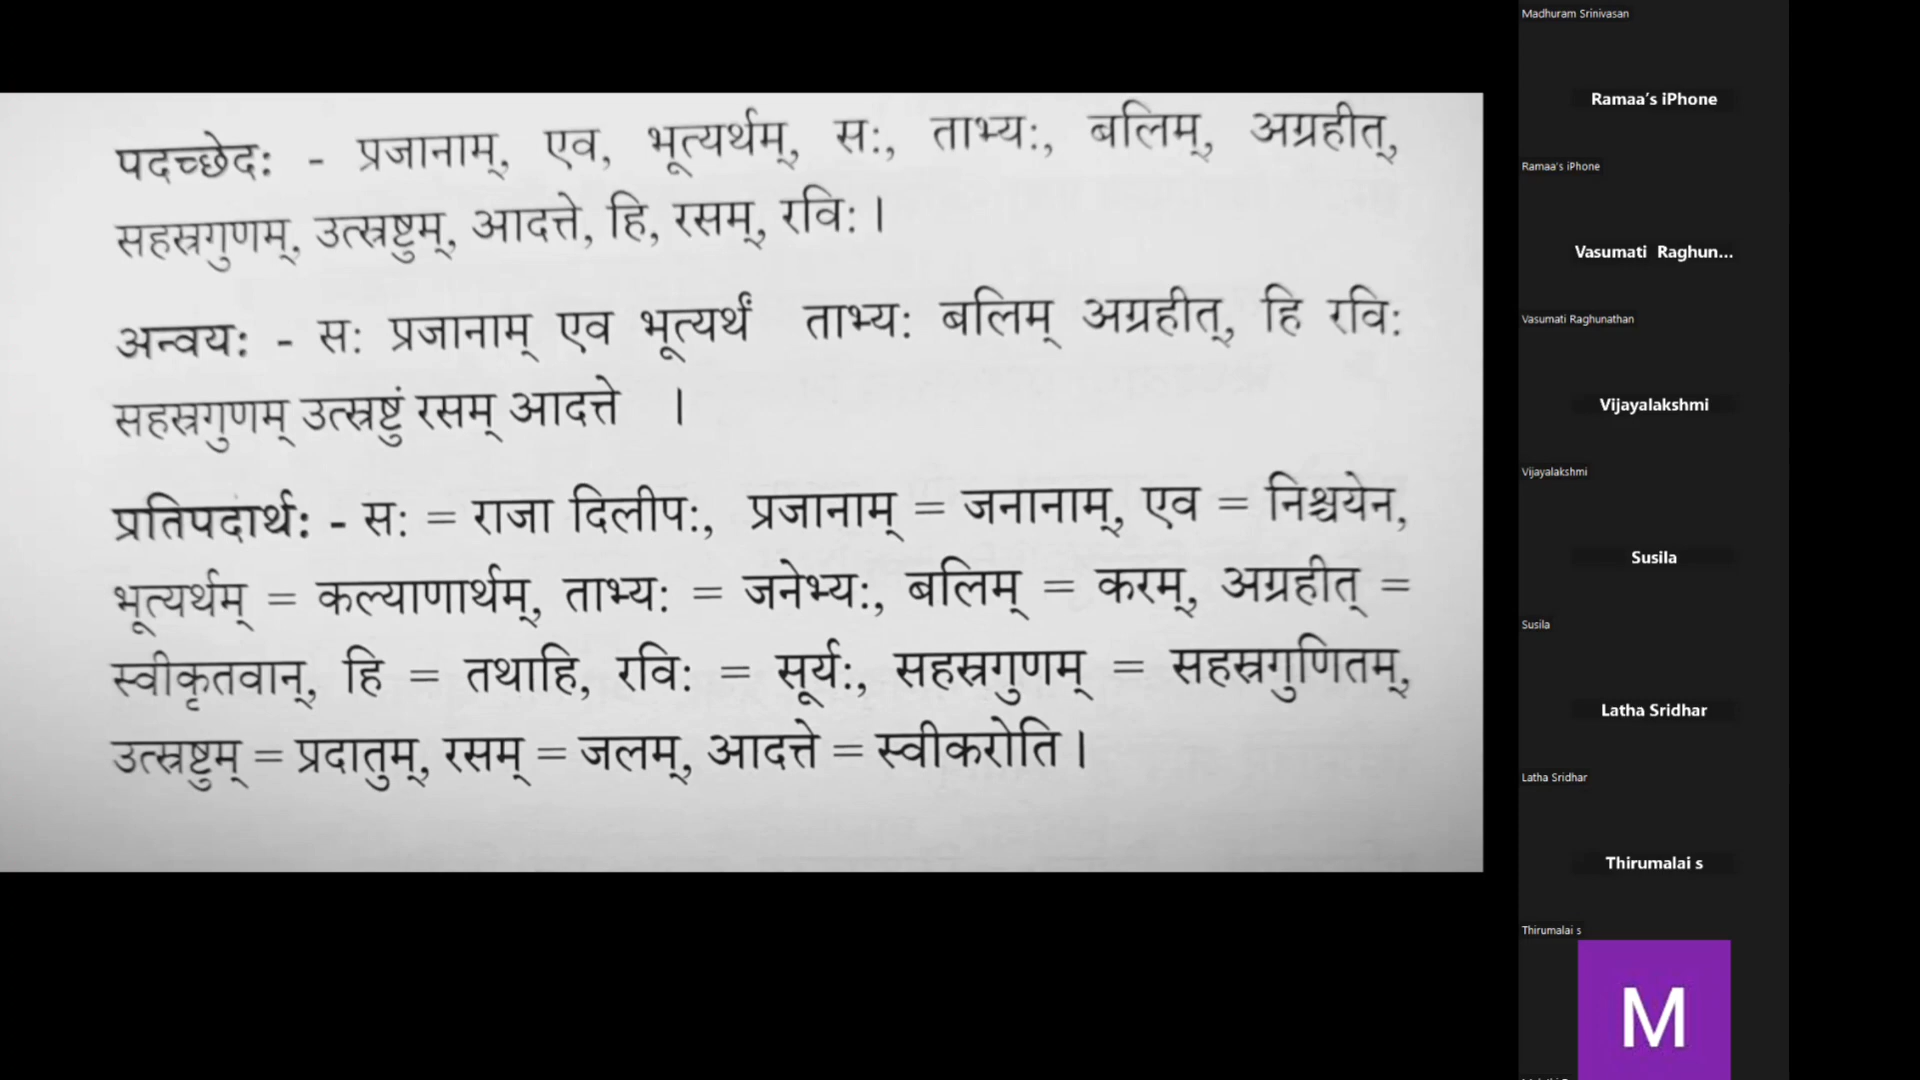 पदच्छेदः - प्रजानाम्, एव, भूत्यर्थम्, सः, ताभ्यः, बलिम्, अग्रहीत्,
सहस्रगुणम्, उत्स्रष्टुम्, आदत्ते, हि, रसम्, रविः ।
अन्वयः - सः प्रजानाम् एव भूत्यर्थं ताभ्यः बलिम् अग्रहीत्, हि रविः
सहस्रगुणम् उत्स्रष्टुं रसम् आदत्ते ।
प्रतिपदार्थः - सः = राजा दिलीपः, प्रजानाम् = जनानाम्, एव = निश्चयेन,
भूत्यर्थम् = कल्याणार्थम्, ताभ्यः = जनेभ्यः, बलिम् = करम्, अग्रहीत् =
स्वीकृतवान्, हि = तथाहि, रविः = सूर्यः, सहस्रगुणम् = सहस्रगुणितम्,
उत्स्रष्टुम् = प्रदातुम्, रसम् = जलम्, आदत्ते = स्वीकरोति ।
Madhuram Srinivasan
Ramaa's iPhone
Ramaa's iPhone
Vasumati Raghun...
Vasumati Raghunathan
Vijayalakshmi
Vijayalakshmi
Susila
Susila
Latha Sridhar
Latha Sridhar
Thirumalai s
Thirumalai s
M